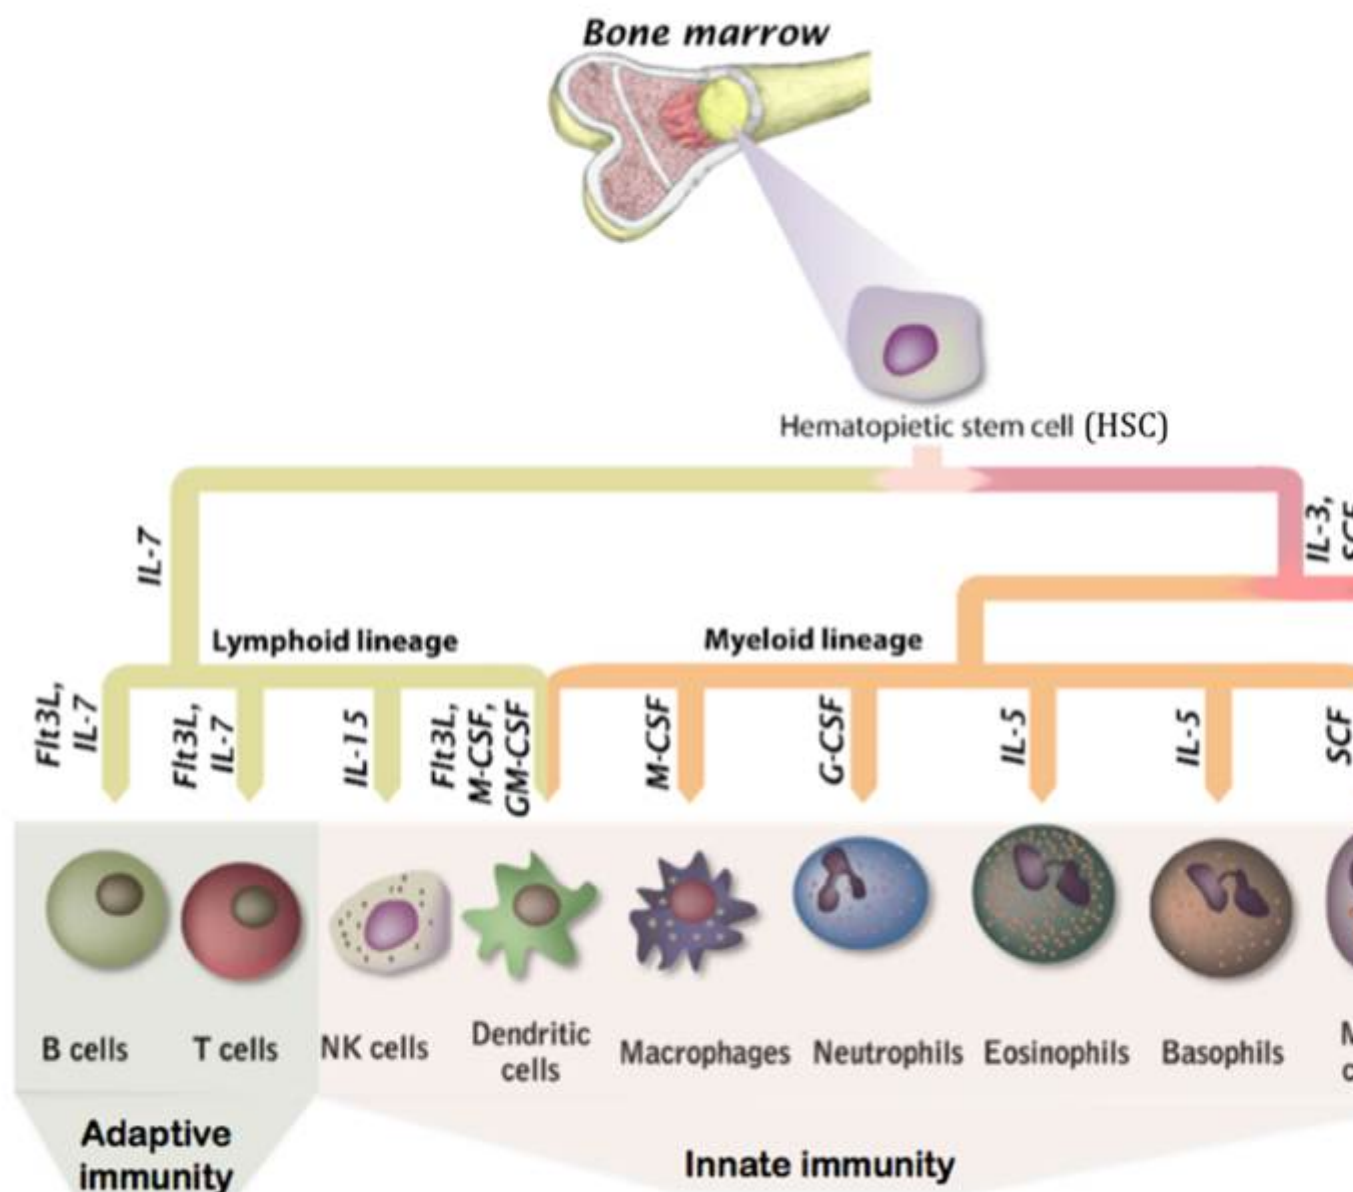 Bone marrow
Hematopietic stem cell (HSC)
IL-7
IL-3,
Lymphoid lineage
Myeloid lineage
Flt3L,
IL-7
Flt3L,
IL-7
IL-15
Flt3L,
M-CSF,
GM-CSF
M-CSF
G-CSF
IL-5
IL-5
SCF
B cells
T cells
NK cells
Dendritic
cells
Macrophages
Neutrophils
Eosinophils
Basophils
Adaptive
immunity
Innate immunity